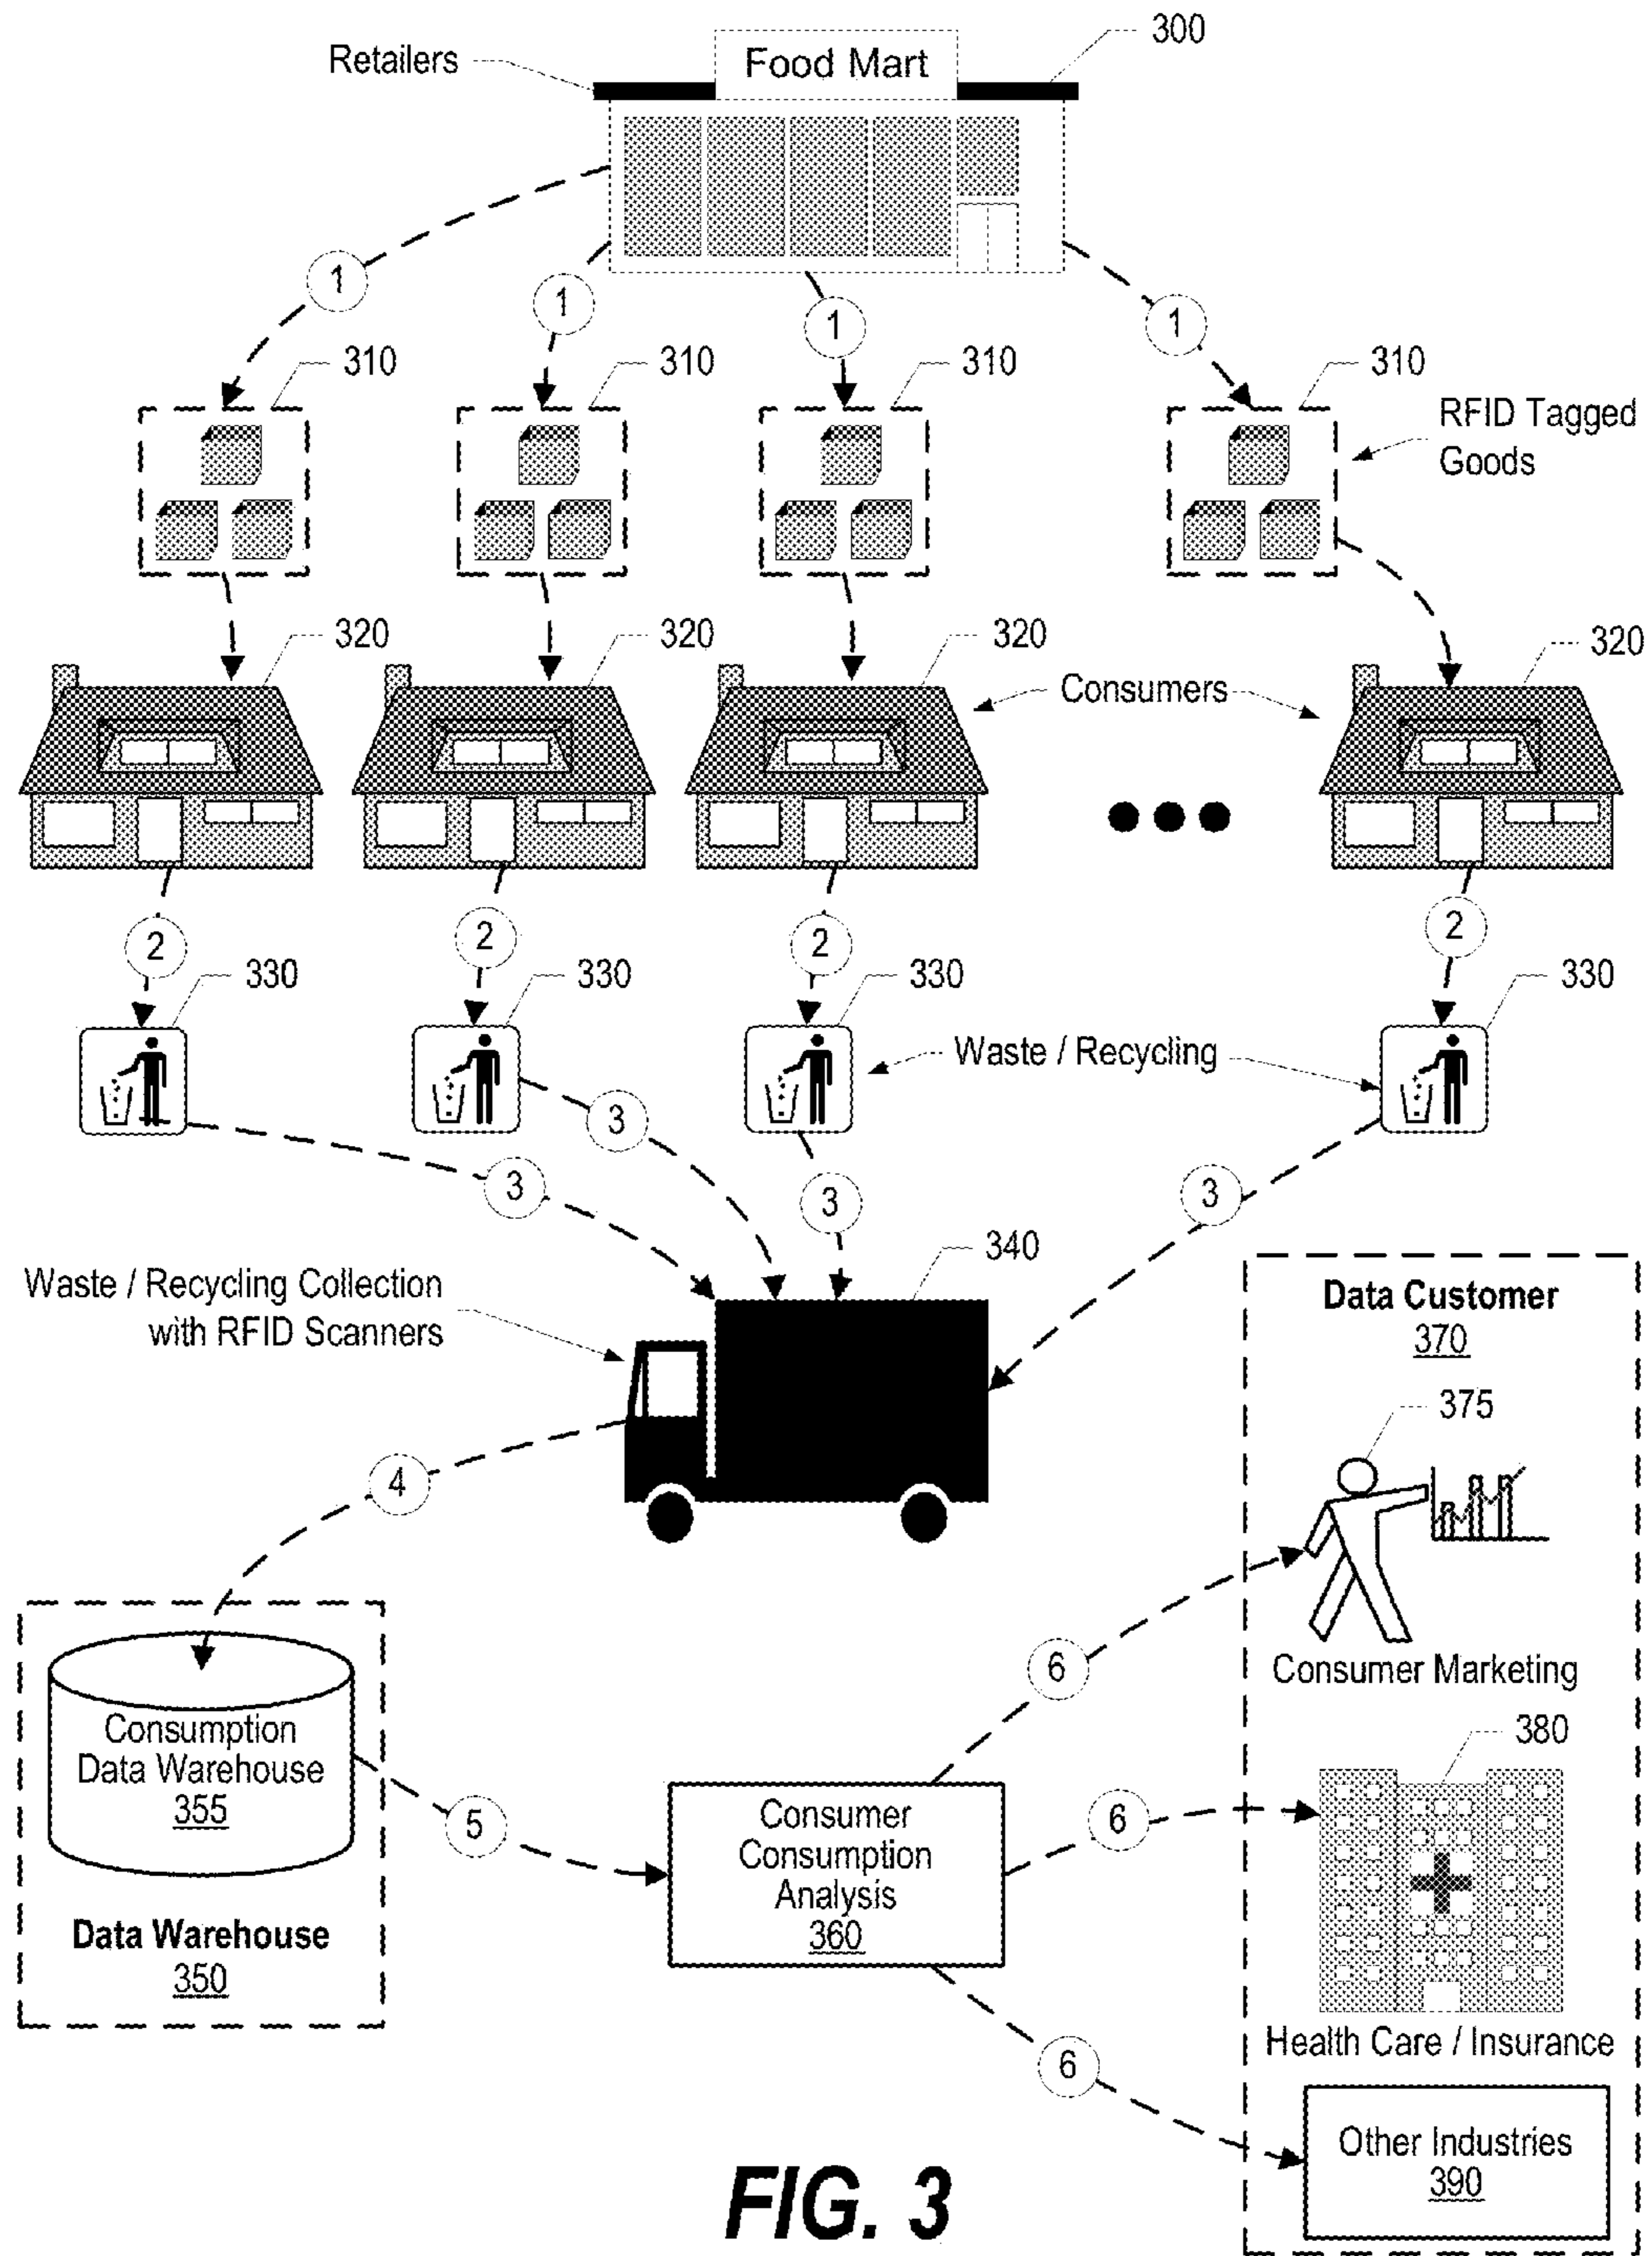 300
Retailers
Food Mart
1
1
1
1
310
310
310
310
RFID Tagged
Goods
320
320
320
320
Consumers
2
2
2
2
330
330
330
330
Waste / Recycling
3
3
3
3
340
Waste / Recycling Collection
with RFID Scanners
Data Customer
370
375
4
Consumer Marketing
6
Consumption
Data Warehouse
355
Data Warehouse
350
5
Consumer
Consumption
Analysis
360
6
380
Health Care / Insurance
6
Other Industries
390
FIG. 3